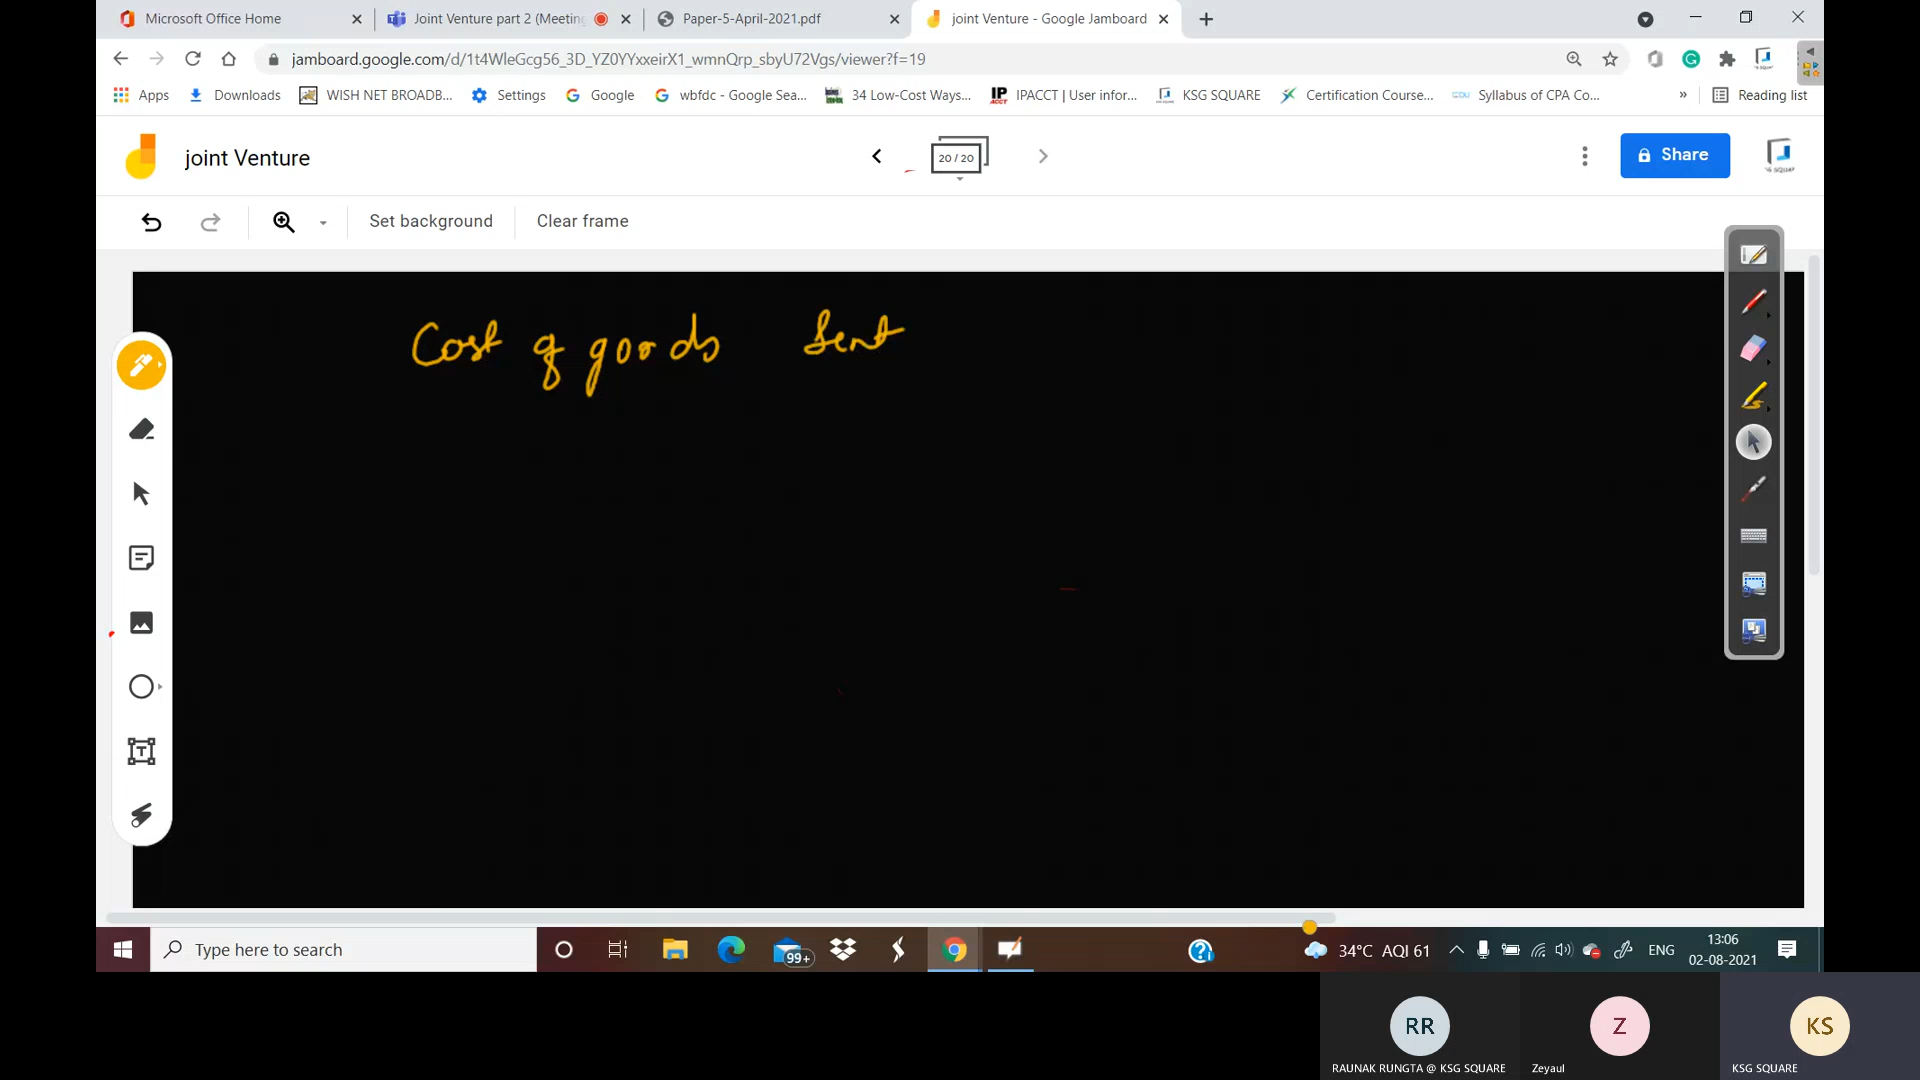 Microsoft Office Home
Joint Venture part 2 (Meeting
Paper-5-April-2021.pdf
joint Venture - Google Jamboard
jamboard.google.com/d/1t4WleGcg56_3D_YZ0YYxxeirX1_wmnQrp_sbyU72Vgs/viewer?f=19
Apps Downloads WISH NET BROADB... Settings Google wbfdc - Google Sea... 34 Low-Cost Ways... IPACCT | User infor... KSG SQUARE Certification Course... Syllabus of CPA Co... » Reading list
joint Venture
20 / 20
Share
Set background
Clear frame
Cost of goods Sent
Type here to search
99+
34°C AQI 61
ENG
13:06
02-08-2021
RR
Z
KS
RAUNAK RUNGTA @ KSG SQUARE
Zeyaul
KSG SQUARE